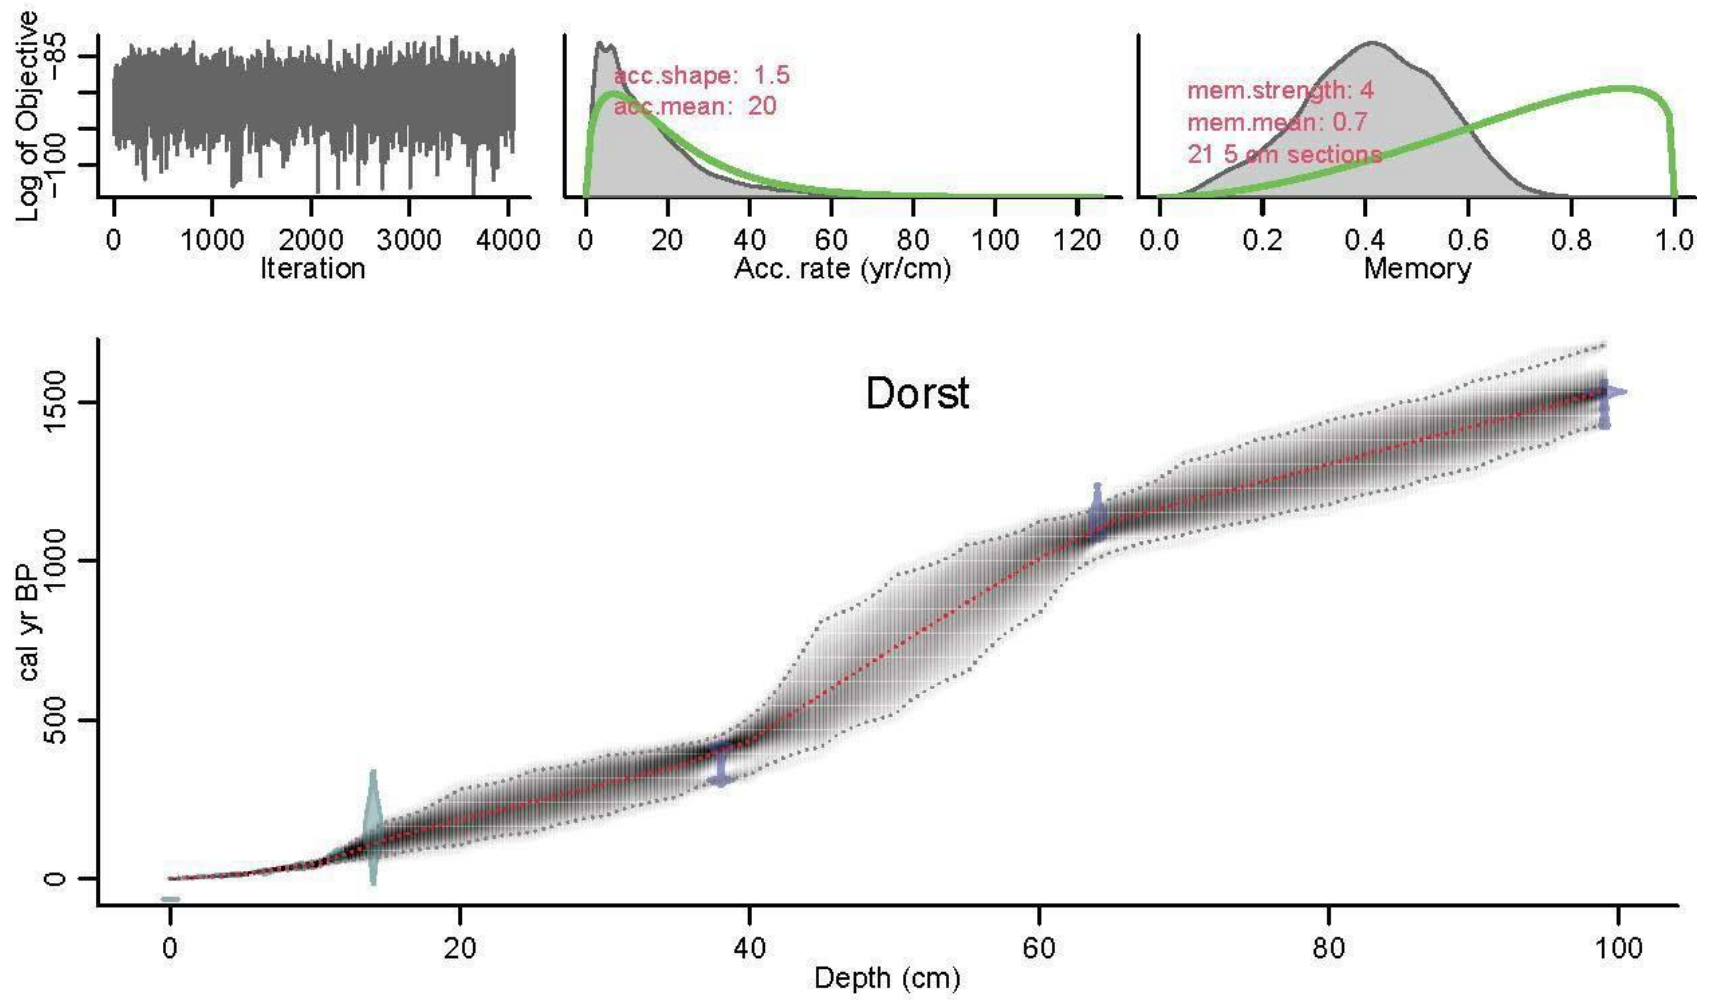 Log of Objective
−85
−100
0 1000 2000 3000 4000
Iteration
acc.shape: 1.5
acc.mean: 20
0 20 40 60 80 100 120
Acc. rate (yr/cm)
mem.strength: 4
mem.mean: 0.7
21 5 cm sections
0.0 0.2 0.4 0.6 0.8 1.0
Memory
Dorst
cal yr BP
1500
1000
500
0
0 20 40 60 80 100
Depth (cm)